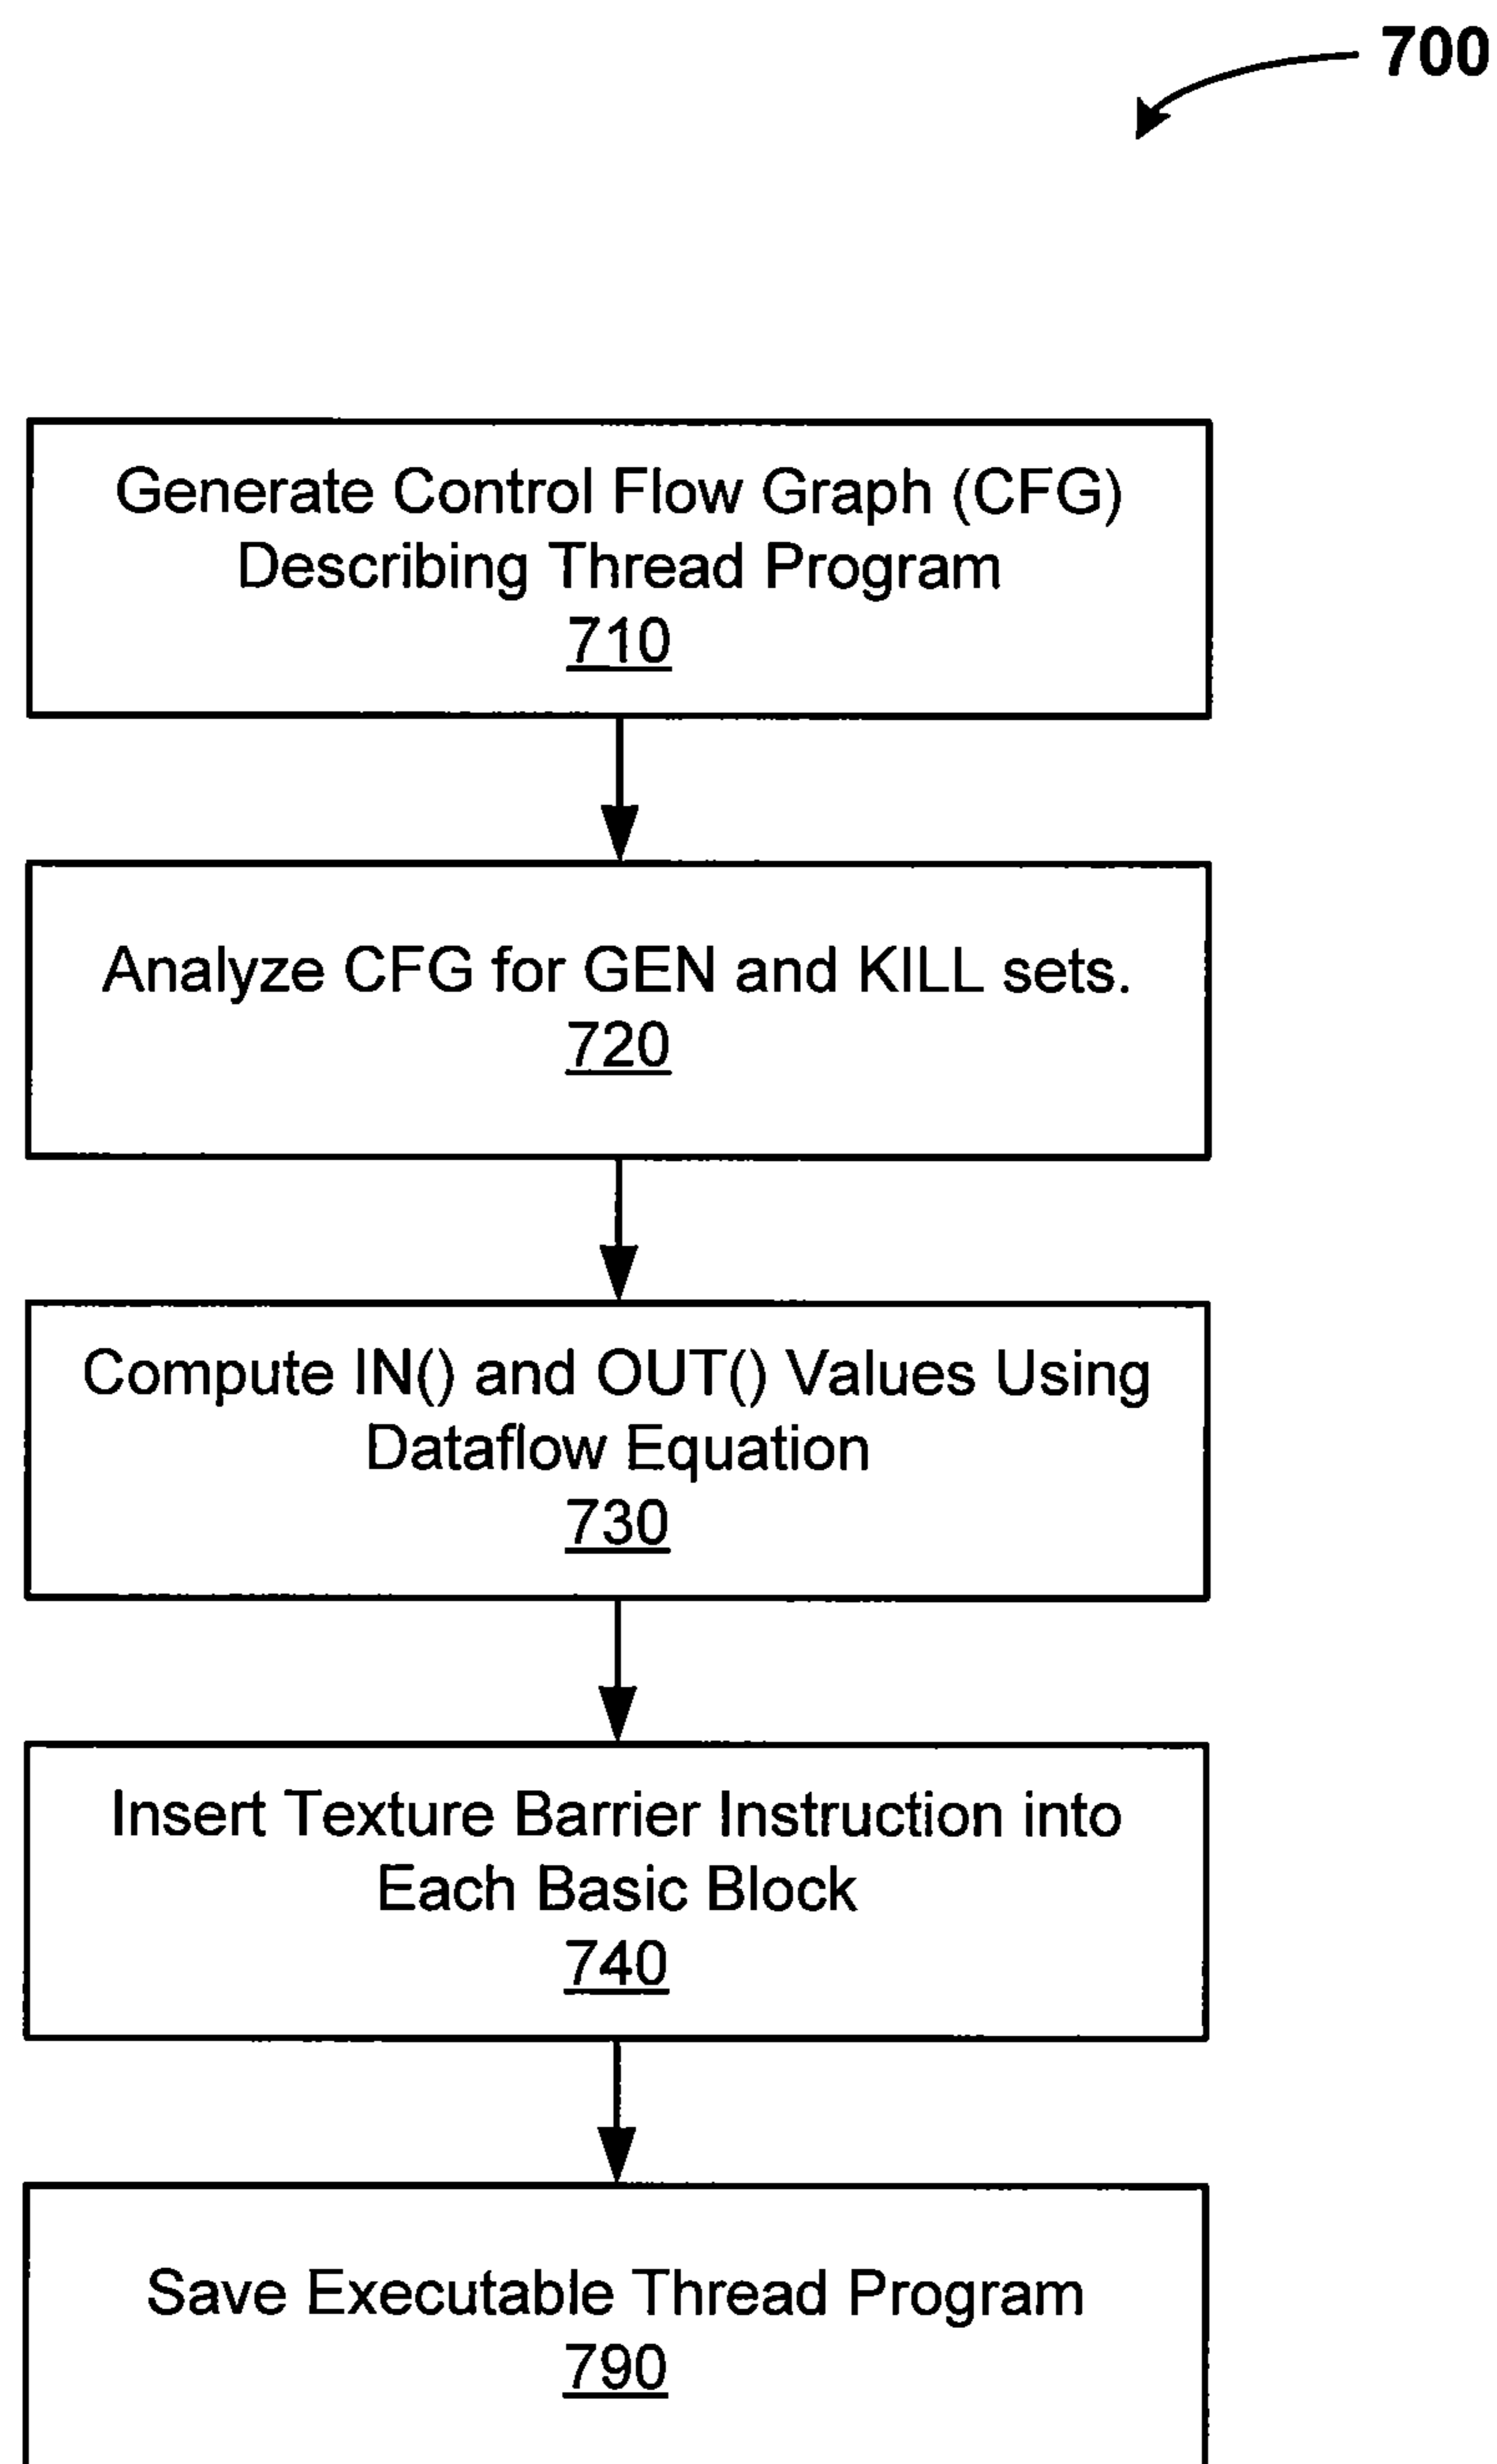 700
Generate Control Flow Graph (CFG)
Describing Thread Program
710
Analyze CFG for GEN and KILL sets.
720
Compute IN() and OUT() Values Using
Dataflow Equation
730
Insert Texture Barrier Instruction into
Each Basic Block
740
Save Executable Thread Program
790